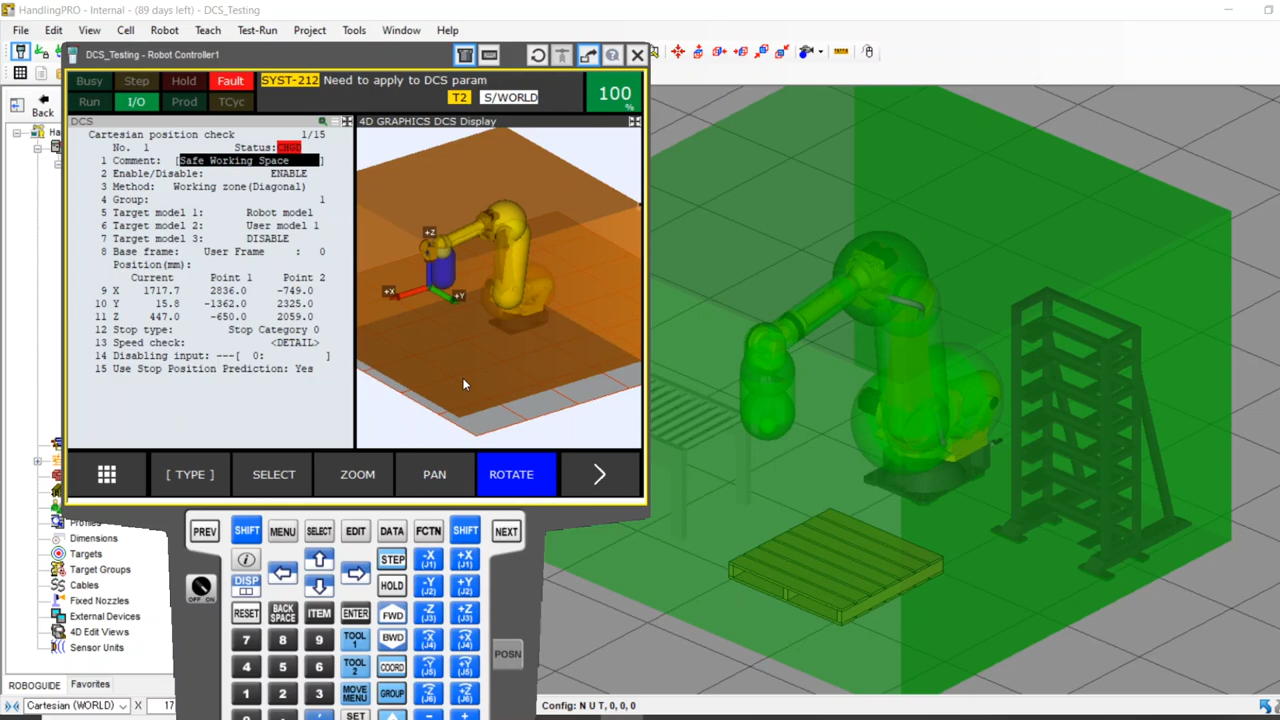 HandlingPRO - (89 days left) - DCS_Testing
File Edit View Cell Robot Teach Test-Run Project Tools Window Help
DCS_Testing - Robot Controller1
Busy Step Hold Fault SYST-212 Need to apply to DCS param 100 %
Run I/O Prod TCyc T2 S/WORLD
Back
DCS 4D GRAPHICS DCS Display
Cartesian position check 1/15
No. 1 Status:CHGD
1 Comment: [Safe Working Space ]
2 Enable/Disable: ENABLE
3 Method: Working zone(Diagonal)
4 Group: 1
5 Target model 1: Robot model
6 Target model 2: User model 1
7 Target model 3: DISABLE
8 Base frame: User Frame : 0
Position(mm):
Current Point 1 Point 2
9 X 1717.7 2836.0 -749.0
10 Y 15.8 -1362.0 2325.0
11 Z 447.0 -650.0 2059.0
12 Stop type: Stop Category 0
13 Speed check: <DETAIL>
14 Disabling input: ---[ 0: ]
15 Use Stop Position Prediction: Yes
+Z
+X
+Y
[ TYPE ] SELECT ZOOM PAN ROTATE >
PREV SHIFT MENU SELECT EDIT DATA FCTN SHIFT NEXT
i STEP -X (J1) +X (J1)
DISP HOLD -Y (J2) +Y (J2)
OFF ON
RESET BACK SPACE ITEM ENTER FWD -Z (J3) +Z (J3)
7 8 9 TOOL 1 BWD -X (J4) +X (J4)
POSN
4 5 6 TOOL 2 COORD -Y (J5) +Y (J5)
1 2 3 MOVE MENU GROUP -Z (J6) +Z (J6)
0 . SET - +
Profiles
Dimensions
Targets
Target Groups
Cables
Fixed Nozzles
External Devices
4D Edit Views
Sensor Units
ROBOGUIDE Favorites
Cartesian (WORLD) X 17
Config: N U T, 0, 0, 0